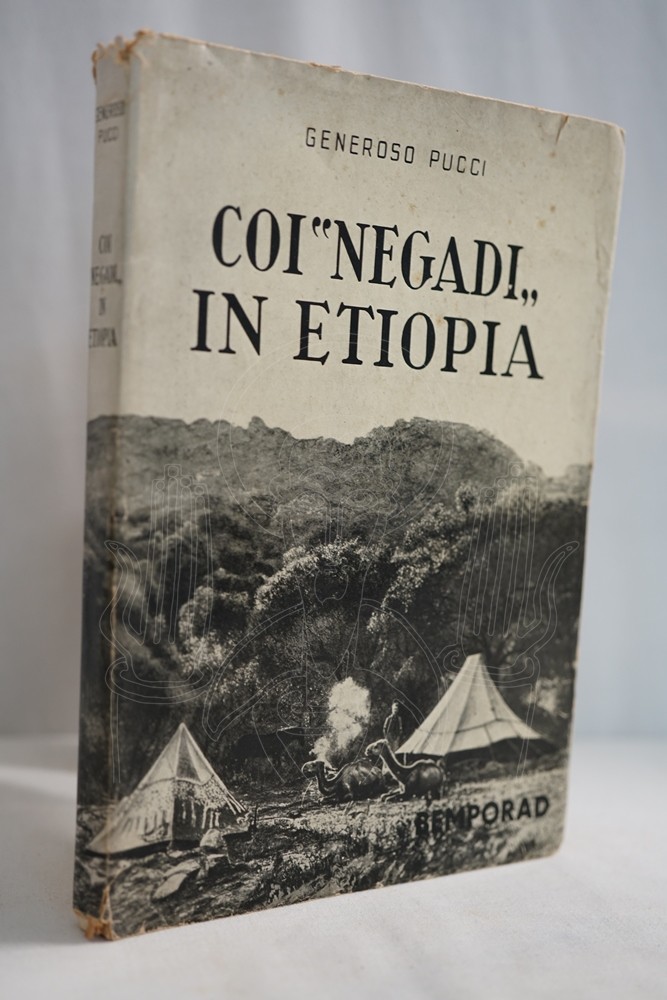 GENEROSO PUCCI
COI "NEGADI„
IN ETIOPIA
BEMPORAD
GENEROSO
PUCCI
COI
NEGADI„
IN
ETIOPIA